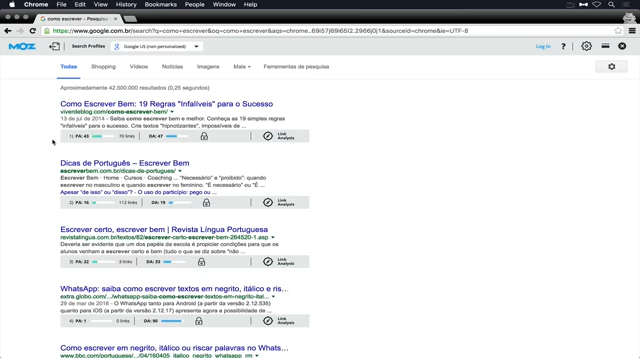 Chrome File Edit View History Bookmarks People Window Help
como escrever - Pesquisa
https://www.google.com.br/search?q=como+escrever&oq=como+escrever&aqs=chrome..69i57j69i65l2.2966j0j1&sourceid=chrome&ie=UTF-8
MOZ Search Profiles Google US (non-personalized) Log in ?
Todas Shopping Vídeos Notícias Imagens Mais Ferramentas de pesquisa
Aproximadamente 42.500.000 resultados (0,25 segundos)
Como Escrever Bem: 19 Regras "Infalíveis" para o Sucesso
viverdeblog.com/como-escrever-bem/
13 de jul de 2014 - Saiba como escrever bem e melhor. Conheça as 19 simples
regras "infalíveis" para o sucesso. Crie textos "hipnotizantes", impossíveis de ...
1) PA: 43 70 links DA: 47 Link Analysis
Dicas de Português – Escrever Bem
escreverbem.com.br/dicas-de-portugues/
Escrever Bem · Home · Cursos · Coaching ... "Necessário" e "proibido": quando
escrever no masculino e quando escrever no feminino. "É necessário" ou "É ...
Apesar "de isso" ou "disso"? - O uso do particípio: pego ou ...
2) PA: 16 112 links DA: 19 Link Analysis
Escrever certo, escrever bem | Revista Língua Portuguesa
revistalingua.com.br/textos/82/escrever-certo-escrever-bem-264520-1.asp
Deveria ser evidente que um dos papéis da escola é propiciar condições para que os
alunos venham a escrever certo e bem (tudo o que se diz sobre "não ...
3) PA: 22 3 links DA: 33 Link Analysis
WhatsApp: saiba como escrever textos em negrito, itálico e ris...
extra.globo.com/.../whatsapp-saiba-como-escrever-textos-em-negrito-ital...
29 de mar de 2016 - O WhatsApp tanto para Android (a partir da versão 2.12.535)
quanto para iOS (a partir da versão 2.12.17) apresenta agora a possibilidade de ...
4) PA: 1 0 links DA: 90 Link Analysis
Como escrever em negrito, itálico ou riscar palavras no Whats...
www.bbc.com/portuguese/.../04/160405_italico_negrito_whatsapp_rm